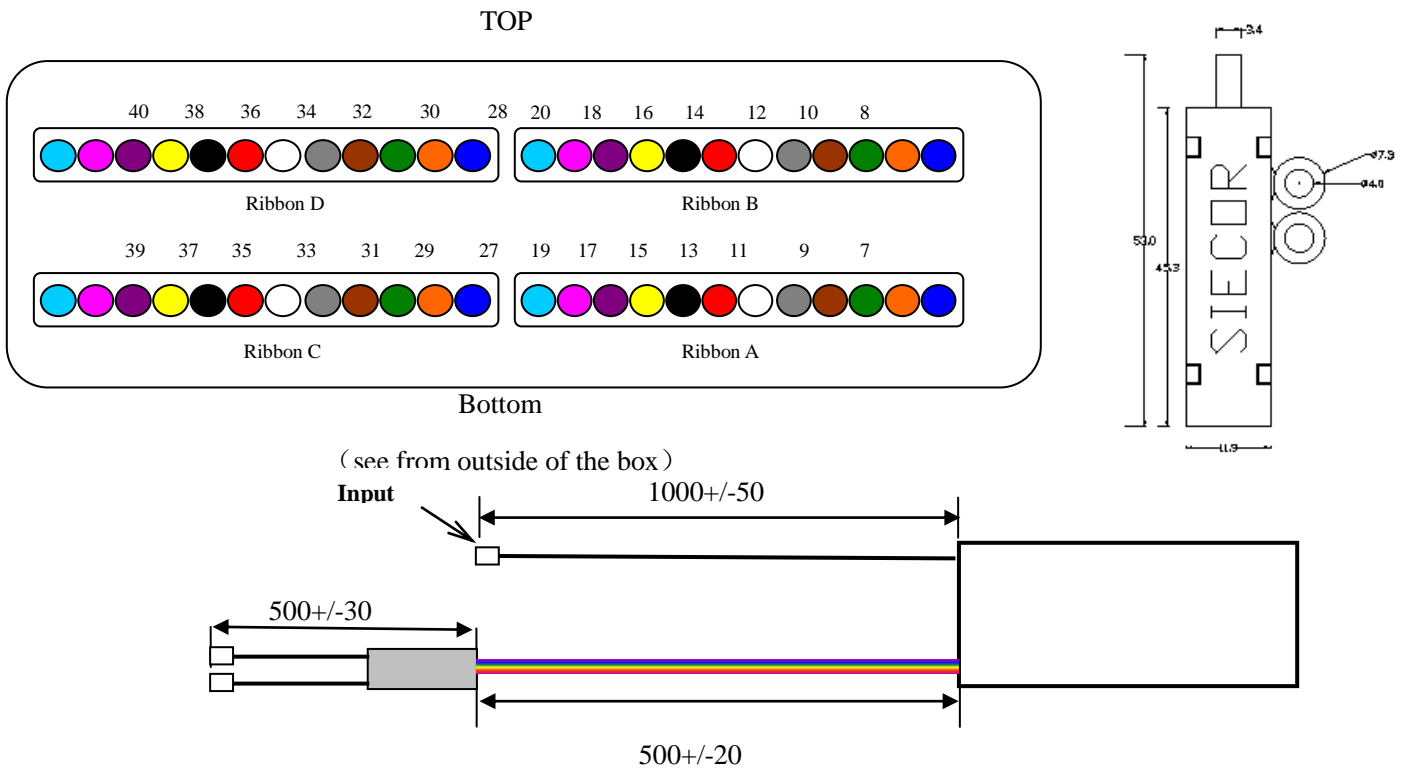 TOP
40 38 36 34 32 30 28 20 18 16 14 12 10 8
Ribbon D Ribbon B
39 37 35 33 31 29 27 19 17 15 13 11 9 7
Ribbon C Ribbon A
Bottom
(see from outside of the box)
Input
1000+/-50
500+/-30
500+/-20
3.4
⌀7.9
⌀4.0
53.0
45.3
SIECOR
11.9